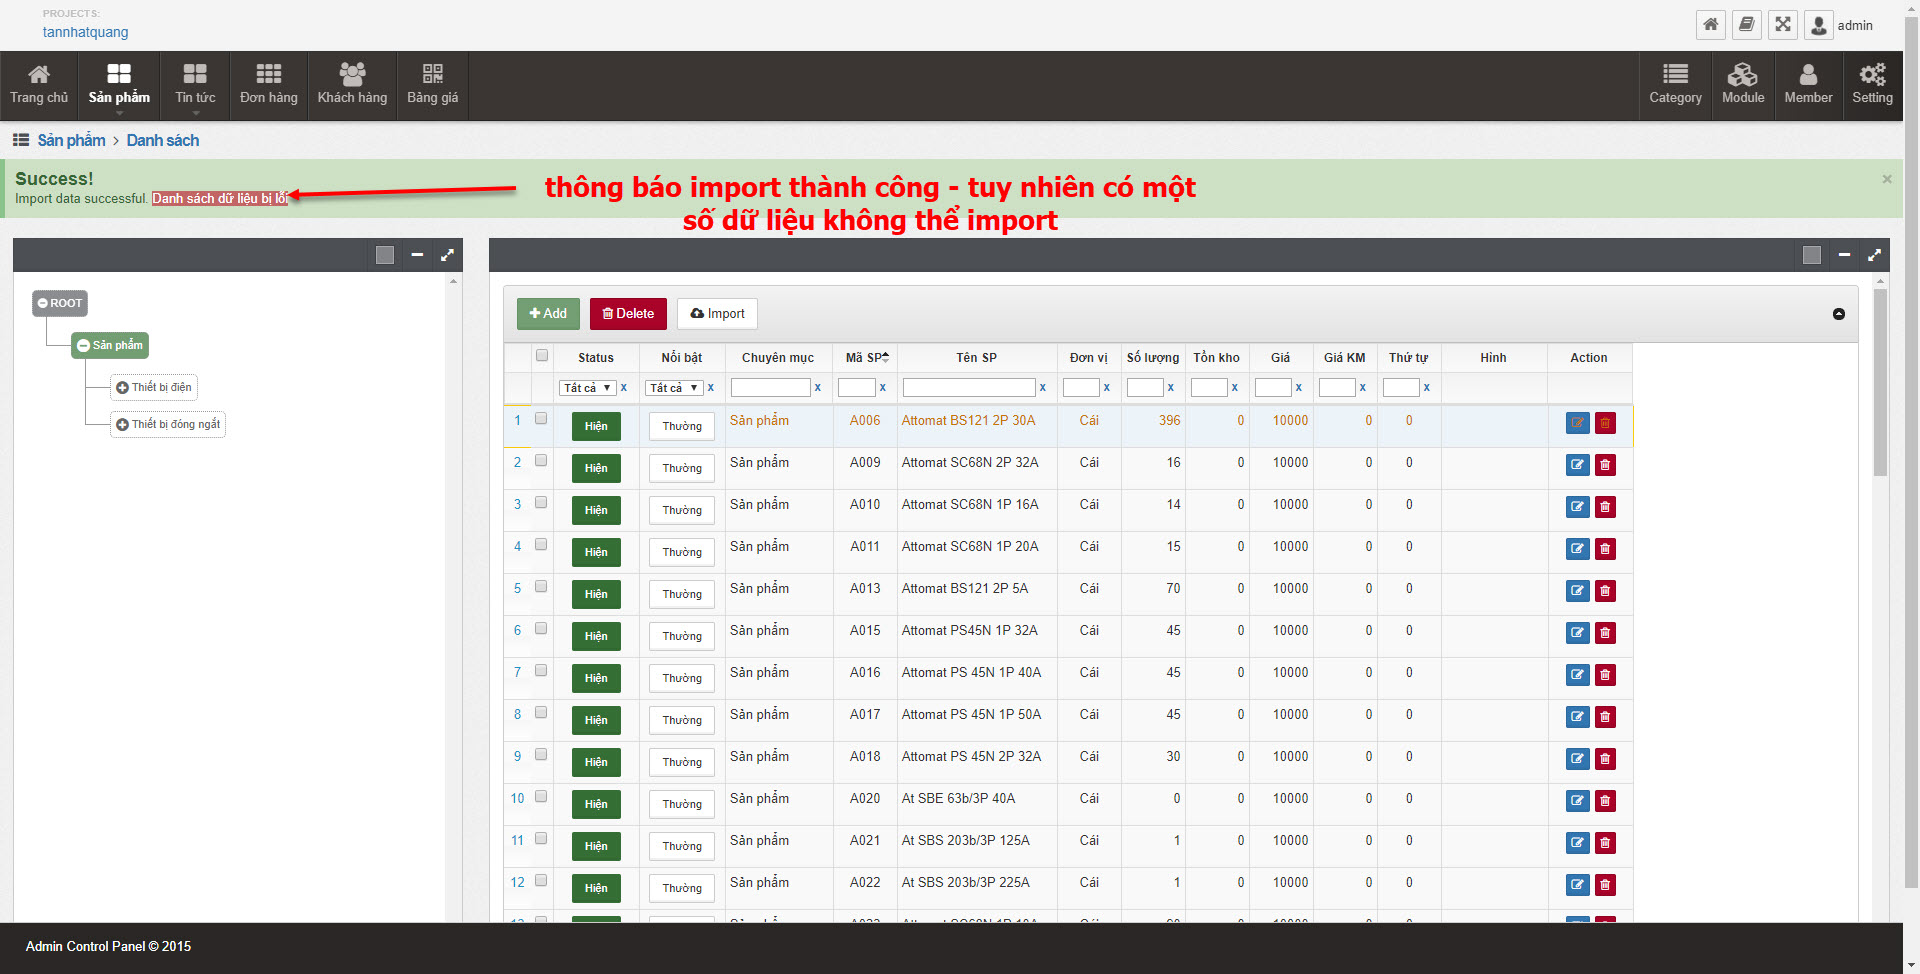 PROJECTS:
tannhatquang
admin
Trang chủ
Sản phẩm
Tin tức
Đơn hàng
Khách hàng
Bảng giá
Category
Module
Member
Setting
Sản phẩm > Danh sách
Success!
Import data successful. Danh sách dữ liệu bị lỗi
×
thông báo import thành công - tuy nhiên có một
số dữ liệu không thể import
ROOT
Sản phẩm
Thiết bị điện
Thiết bị đóng ngắt
Add Delete Import
Status Nổi bật Chuyên mục Mã SP Tên SP Đơn vị Số lượng Tồn kho Giá Giá KM Thứ tự Hình Action
Tất cả x Tất cả x x x x x x x x x x
1 Hiện Thường Sản phẩm A006 Attomat BS121 2P 30A Cái 396 0 10000 0 0
2 Hiện Thường Sản phẩm A009 Attomat SC68N 2P 32A Cái 16 0 10000 0 0
3 Hiện Thường Sản phẩm A010 Attomat SC68N 1P 16A Cái 14 0 10000 0 0
4 Hiện Thường Sản phẩm A011 Attomat SC68N 1P 20A Cái 15 0 10000 0 0
5 Hiện Thường Sản phẩm A013 Attomat BS121 2P 5A Cái 70 0 10000 0 0
6 Hiện Thường Sản phẩm A015 Attomat PS45N 1P 32A Cái 45 0 10000 0 0
7 Hiện Thường Sản phẩm A016 Attomat PS 45N 1P 40A Cái 45 0 10000 0 0
8 Hiện Thường Sản phẩm A017 Attomat PS 45N 1P 50A Cái 45 0 10000 0 0
9 Hiện Thường Sản phẩm A018 Attomat PS 45N 2P 32A Cái 30 0 10000 0 0
10 Hiện Thường Sản phẩm A020 At SBE 63b/3P 40A Cái 0 0 10000 0 0
11 Hiện Thường Sản phẩm A021 At SBS 203b/3P 125A Cái 1 0 10000 0 0
12 Hiện Thường Sản phẩm A022 At SBS 203b/3P 225A Cái 1 0 10000 0 0
Admin Control Panel © 2015